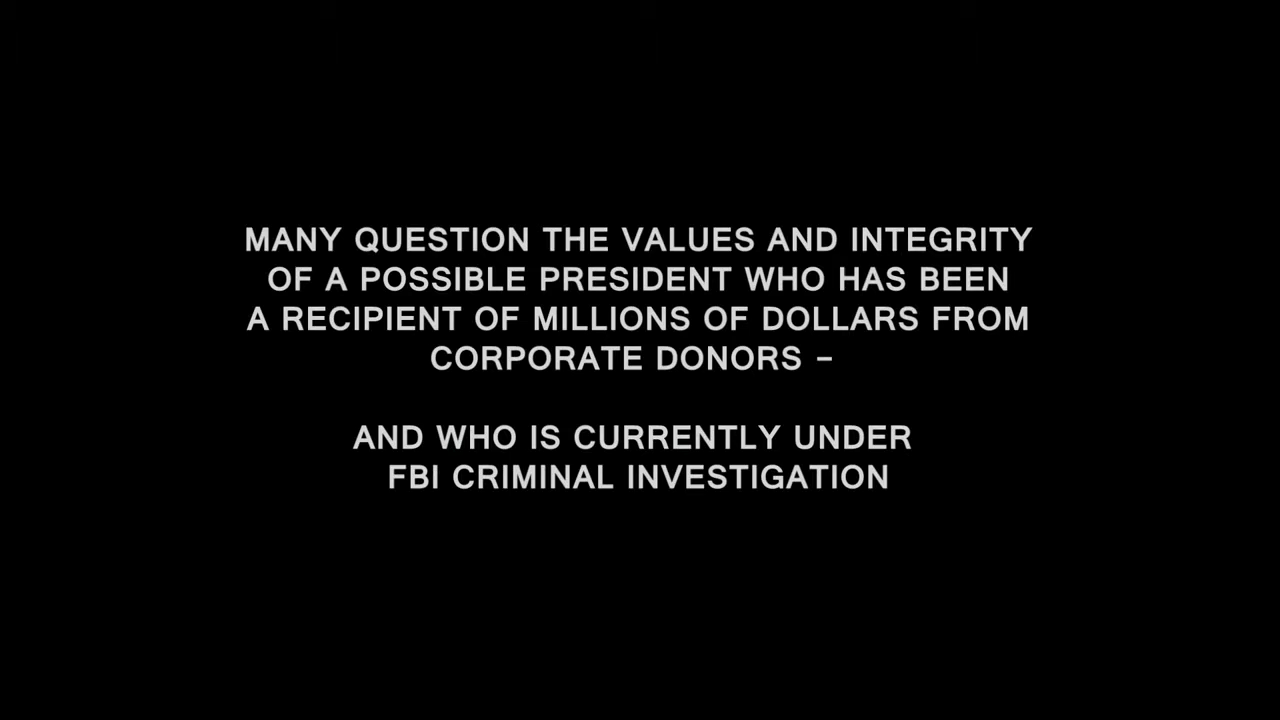 MANY QUESTION THE VALUES AND INTEGRITY
OF A POSSIBLE PRESIDENT WHO HAS BEEN
A RECIPIENT OF MILLIONS OF DOLLARS FROM
CORPORATE DONORS –
AND WHO IS CURRENTLY UNDER
FBI CRIMINAL INVESTIGATION